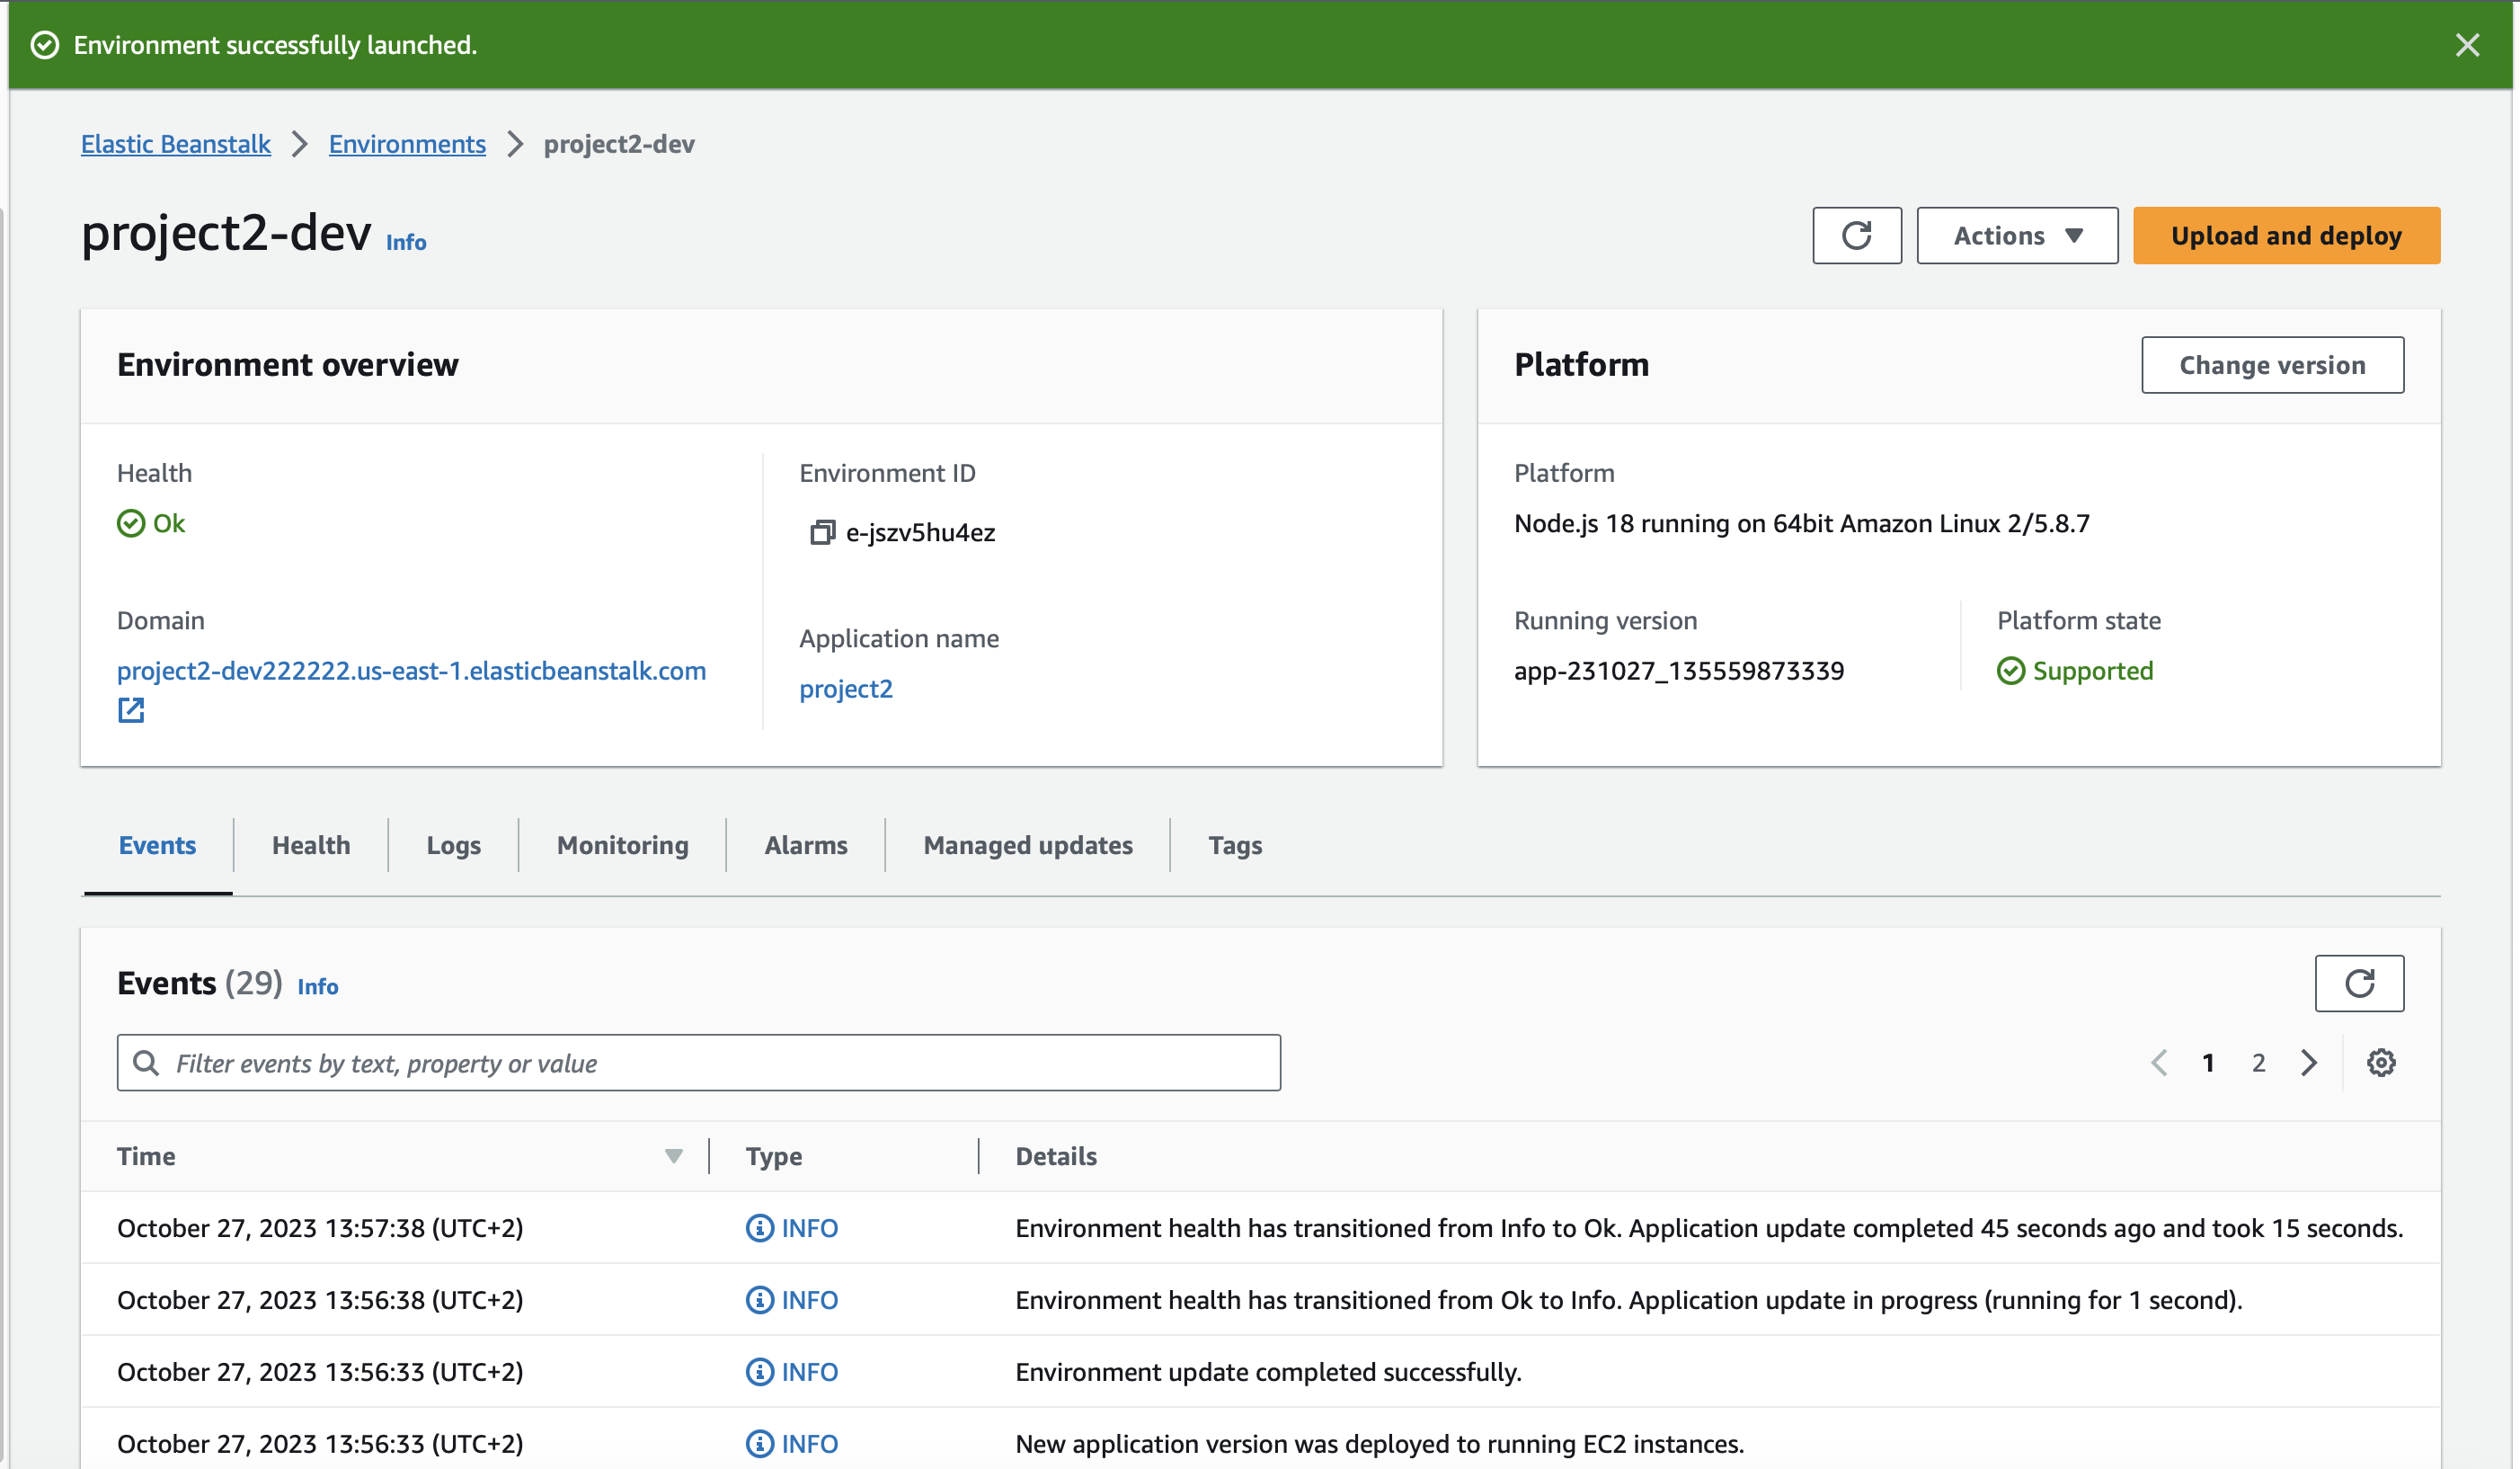 Environment successfully launched.
Elastic Beanstalk Environments project2-dev
project2-dev Info
Actions Upload and deploy
Environment overview
Health
Ok
Environment ID
e-jszv5hu4ez
Domain
project2-dev222222.us-east-1.elasticbeanstalk.com
Application name
project2
Platform Change version
Platform
Node.js 18 running on 64bit Amazon Linux 2/5.8.7
Running version
app-231027_135559873339
Platform state
Supported
Events Health Logs Monitoring Alarms Managed updates Tags
Events (29) Info
Filter events by text, property or value
1 2
Time Type Details
October 27, 2023 13:57:38 (UTC+2) INFO Environment health has transitioned from Info to Ok. Application update completed 45 seconds ago and took 15 seconds.
October 27, 2023 13:56:38 (UTC+2) INFO Environment health has transitioned from Ok to Info. Application update in progress (running for 1 second).
October 27, 2023 13:56:33 (UTC+2) INFO Environment update completed successfully.
October 27, 2023 13:56:33 (UTC+2) INFO New application version was deployed to running EC2 instances.